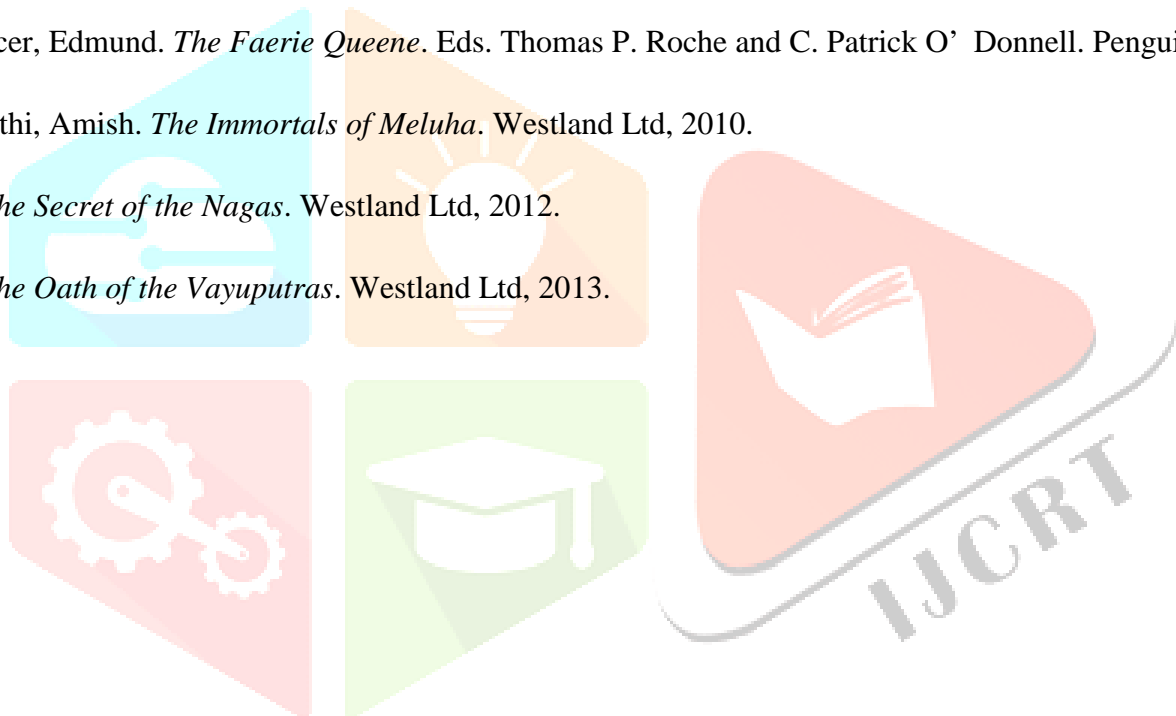 cer, Edmund. The Faerie Queene. Eds. Thomas P. Roche and C. Patrick O’ Donnell. Pengui
thi, Amish. The Immortals of Meluha. Westland Ltd, 2010.
he Secret of the Nagas. Westland Ltd, 2012.
he Oath of the Vayuputras. Westland Ltd, 2013.
IJCRT